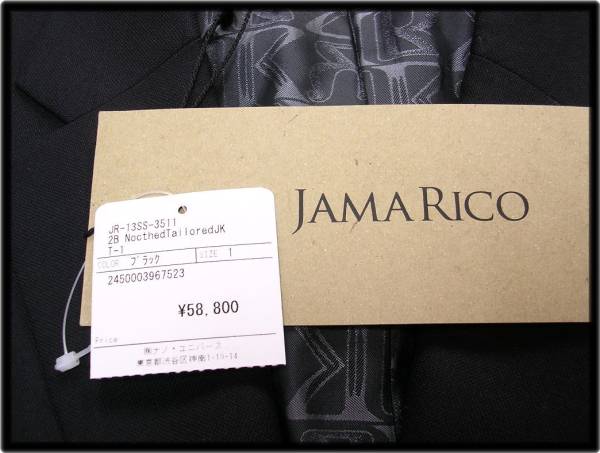 JAMA RICO
JR-13SS-3511
2B NocthedTailoredJK
T-1
COLOR ブラック SIZE 1
2450003967523
¥58,800
Price
㈱ナノ・ユニバース
東京都渋谷区神南1-19-14